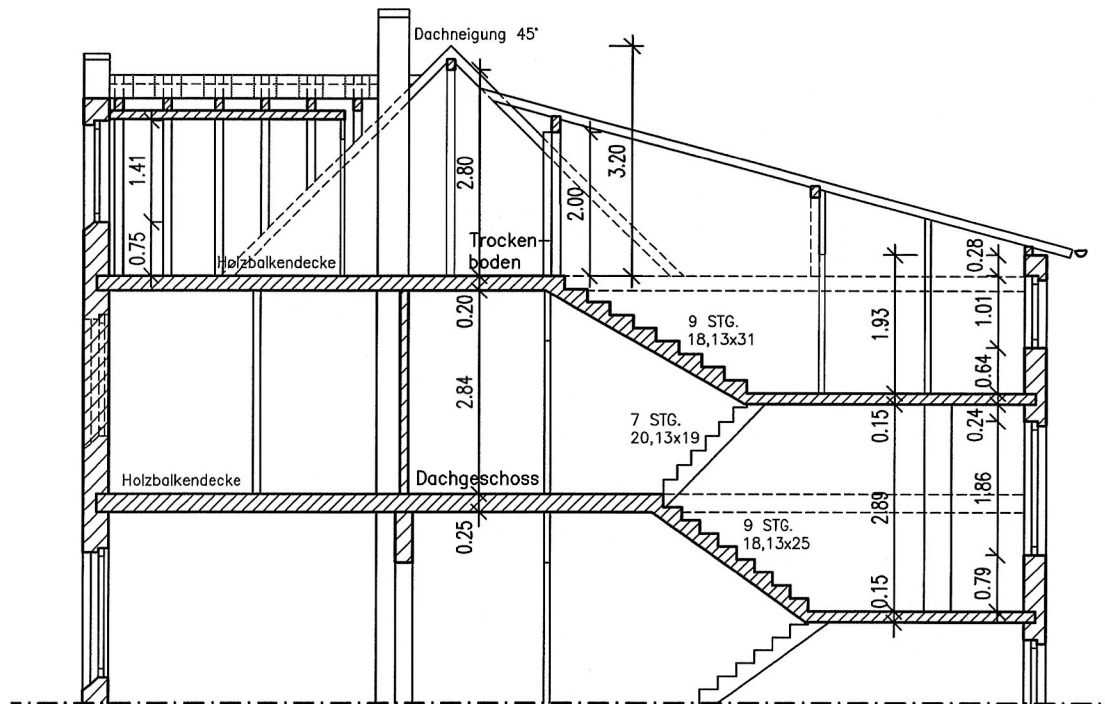 Dachneigung 45°
3.20
2.80
2.00
1.41
0.75
Holzbalkendecke
Trocken-
boden
0.28
1.01
1.93
0.20
9 STG.
18,13x31
0.64
2.84
7 STG.
20,13x19
0.15
0.24
Holzbalkendecke
Dachgeschoss
1.86
2.89
0.25
9 STG.
18,13x25
0.15
0.79